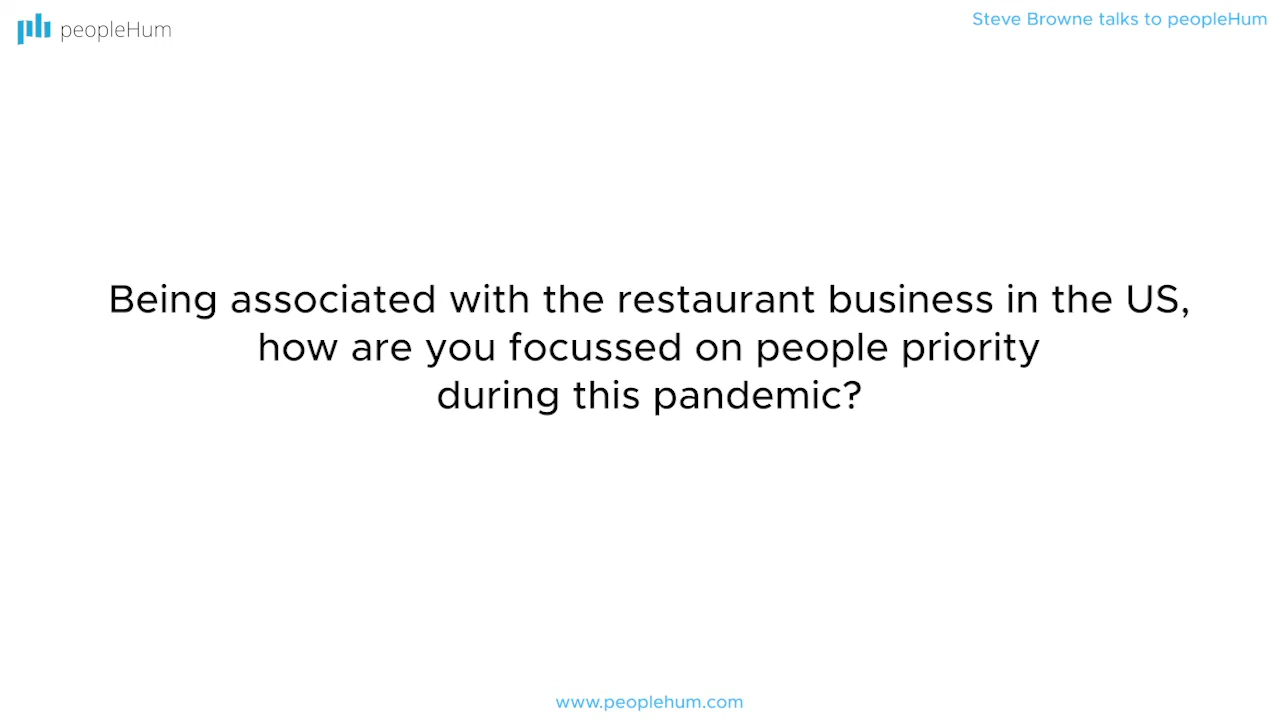 peopleHum
Steve Browne talks to peopleHum
Being associated with the restaurant business in the US,
how are you focussed on people priority
during this pandemic?
www.peoplehum.com